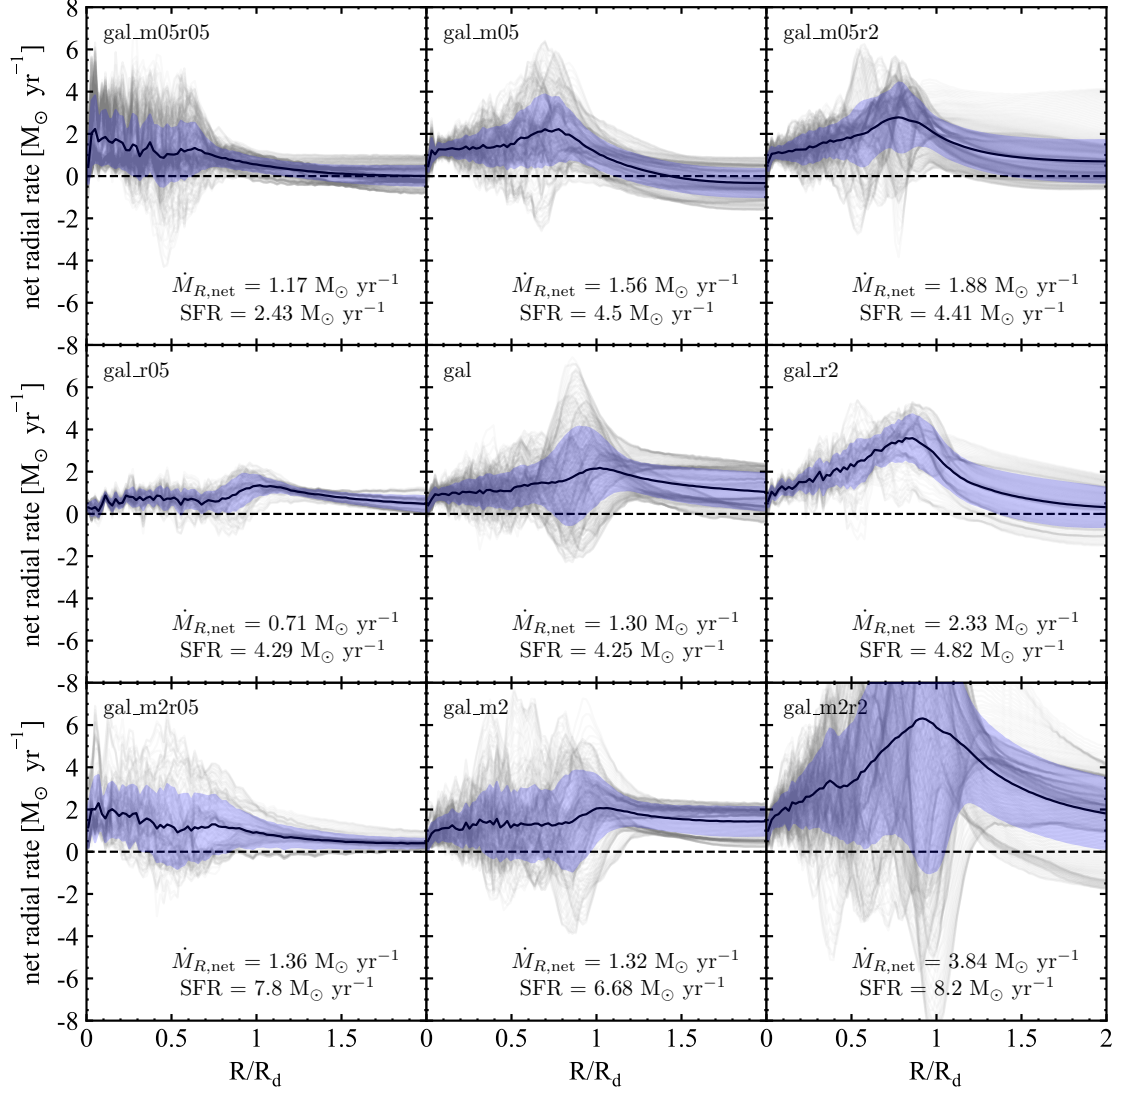 8
6
4
2
0
-2
-4
-6
-8
net radial rate [M⊙ yr⁻¹]
gal_m05r05
Ṁ_R,net = 1.17 M⊙ yr⁻¹
SFR = 2.43 M⊙ yr⁻¹
gal_m05
Ṁ_R,net = 1.56 M⊙ yr⁻¹
SFR = 4.5 M⊙ yr⁻¹
gal_m05r2
Ṁ_R,net = 1.88 M⊙ yr⁻¹
SFR = 4.41 M⊙ yr⁻¹
6
4
2
0
-2
-4
-6
-8
net radial rate [M⊙ yr⁻¹]
gal_r05
Ṁ_R,net = 0.71 M⊙ yr⁻¹
SFR = 4.29 M⊙ yr⁻¹
gal
Ṁ_R,net = 1.30 M⊙ yr⁻¹
SFR = 4.25 M⊙ yr⁻¹
gal_r2
Ṁ_R,net = 2.33 M⊙ yr⁻¹
SFR = 4.82 M⊙ yr⁻¹
6
4
2
0
-2
-4
-6
-8
net radial rate [M⊙ yr⁻¹]
gal_m2r05
Ṁ_R,net = 1.36 M⊙ yr⁻¹
SFR = 7.8 M⊙ yr⁻¹
gal_m2
Ṁ_R,net = 1.32 M⊙ yr⁻¹
SFR = 6.68 M⊙ yr⁻¹
gal_m2r2
Ṁ_R,net = 3.84 M⊙ yr⁻¹
SFR = 8.2 M⊙ yr⁻¹
0 0.5 1 1.5 0 0.5 1 1.5 0 0.5 1 1.5 2
R/R_d R/R_d R/R_d